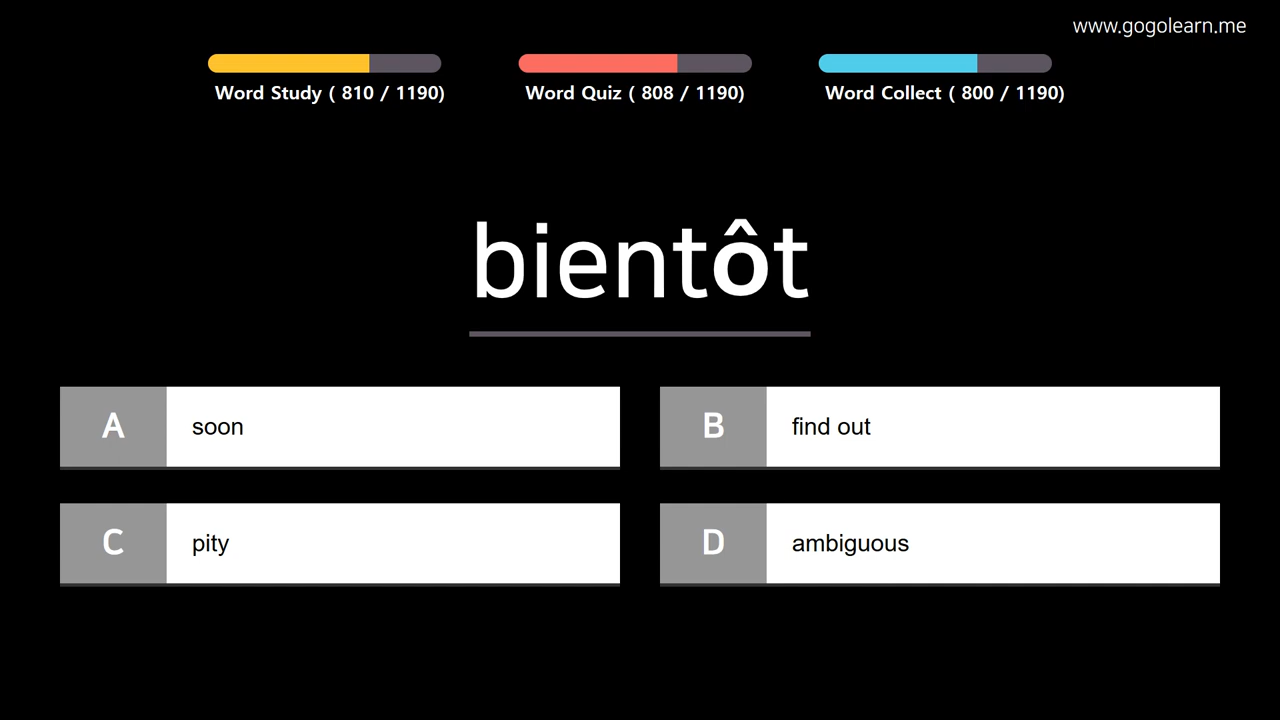 www.gogolearn.me
Word Study ( 810 / 1190)
Word Quiz ( 808 / 1190)
Word Collect ( 800 / 1190)
bientôt
A soon
B find out
C pity
D ambiguous